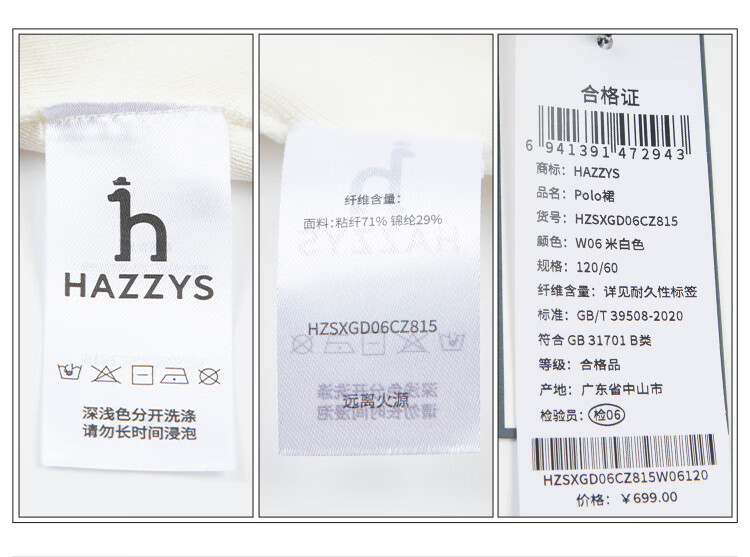 HAZZYS
深浅色分开洗涤
请勿长时间浸泡
纤维含量：
面料：粘纤71% 锦纶29%
HZSXGD06CZ815
远离火源
合格证
6 941391 472943
商标：HAZZYS
品名：Polo裙
货号：HZSXGD06CZ815
颜色：W06 米白色
规格：120/60
纤维含量：详见耐久性标签
标准：GB/T 39508-2020
符合 GB 31701 B类
等级：合格品
产地：广东省中山市
检验员：检06
HZSXGD06CZ815W06120
价格：￥699.00